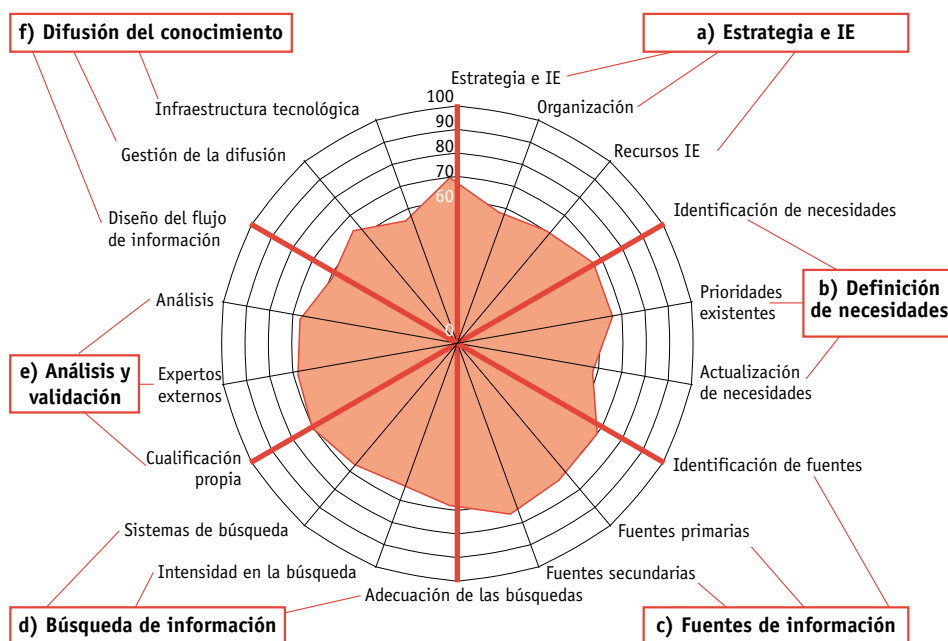 f) Difusión del conocimiento
a) Estrategia e IE
Estrategia e IE
Infraestructura tecnológica
100
Organización
90
Gestión de la difusión
80
Recursos IE
70
60
Diseño del flujo
de información
Identificación de necesidades
Análisis
Prioridades
existentes
b) Definición
de necesidades
0
e) Análisis y
validación
Expertos
externos
Actualización
de necesidades
Cualificación
propia
Identificación de fuentes
Sistemas de búsqueda
Fuentes primarias
Intensidad en la búsqueda
Fuentes secundarias
Adecuación de las búsquedas
d) Búsqueda de información
c) Fuentes de información